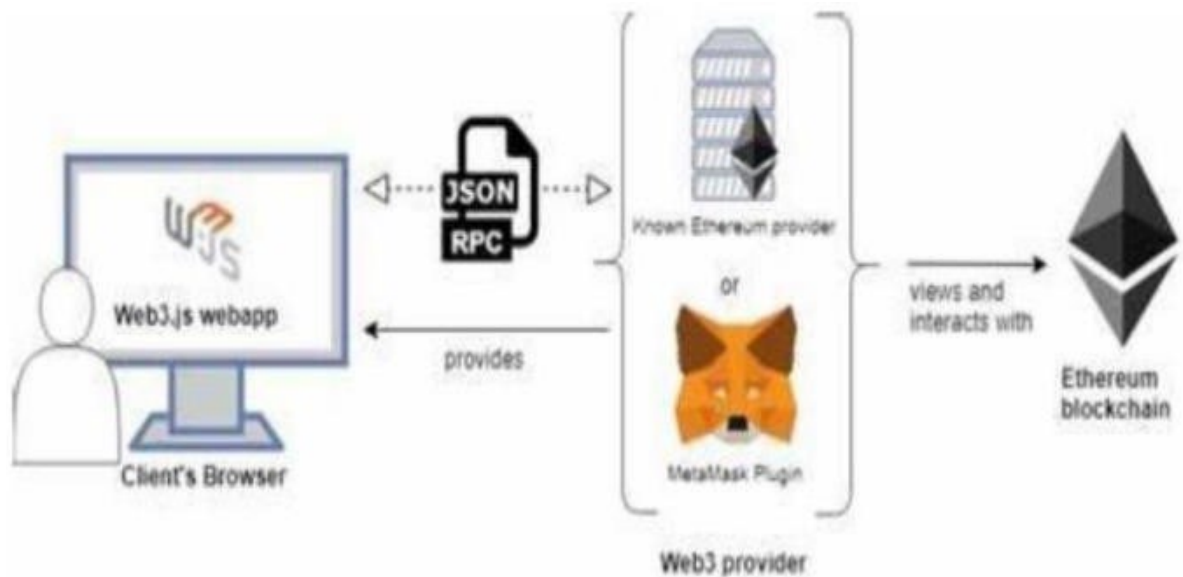 W3JS
Web3.js webapp
Client's Browser
JSON
RPC
provides
Known Ethereum provider
or
MetaMask Plugin
Web3 provider
views and
interacts with
Ethereum
blockchain